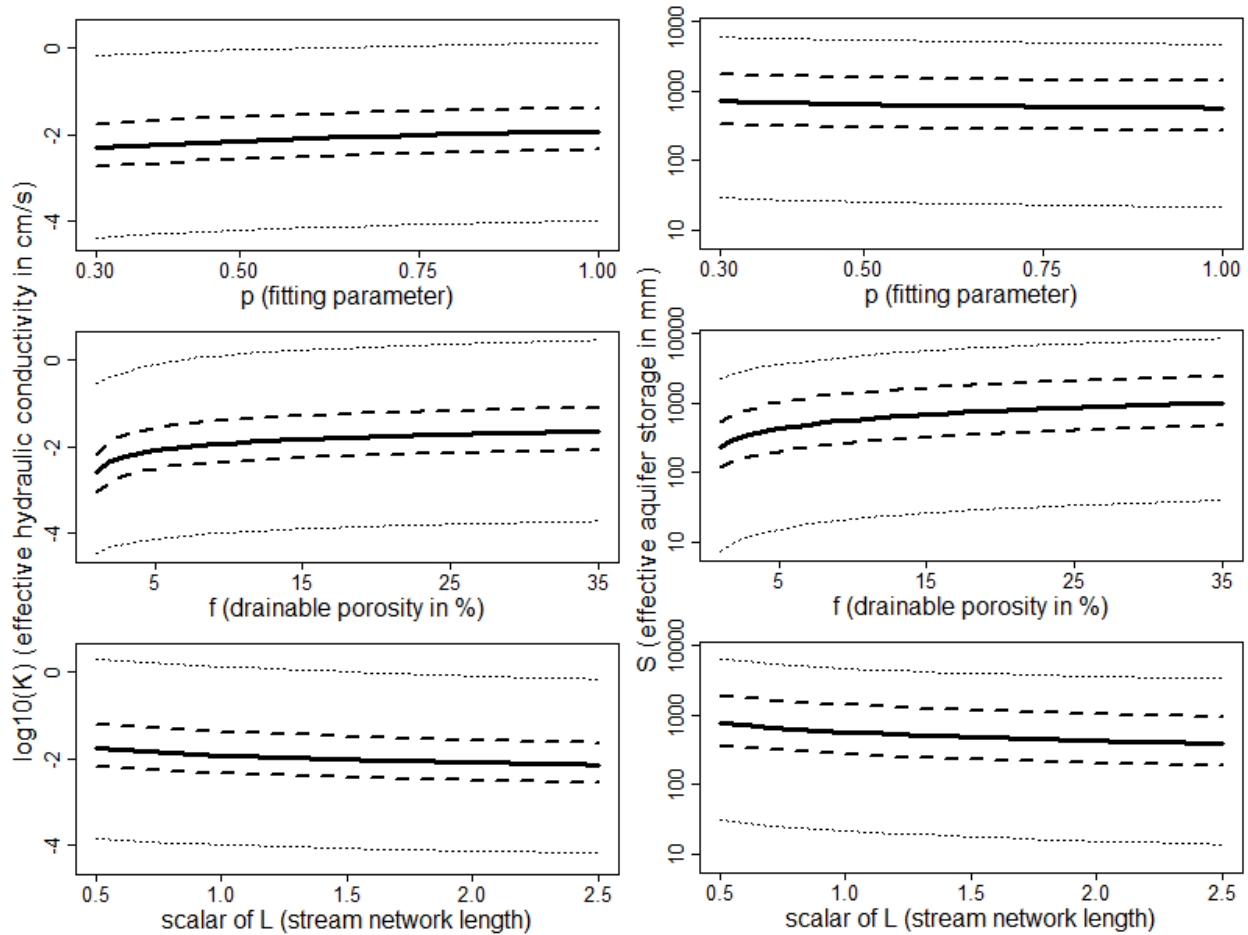 log10(K) (effective hydraulic conductivity in cm/s)
0
-2
-4
0.30 0.50 0.75 1.00
p (fitting parameter)
0
-2
-4
5 15 25 35
f (drainable porosity in %)
0
-2
-4
0.5 1.0 1.5 2.0 2.5
scalar of L (stream network length)
S (effective aquifer storage in mm)
1000
1000
100
10
0.30 0.50 0.75 1.00
p (fitting parameter)
10000
1000
100
10
5 15 25 35
f (drainable porosity in %)
10000
1000
100
10
0.5 1.0 1.5 2.0 2.5
scalar of L (stream network length)